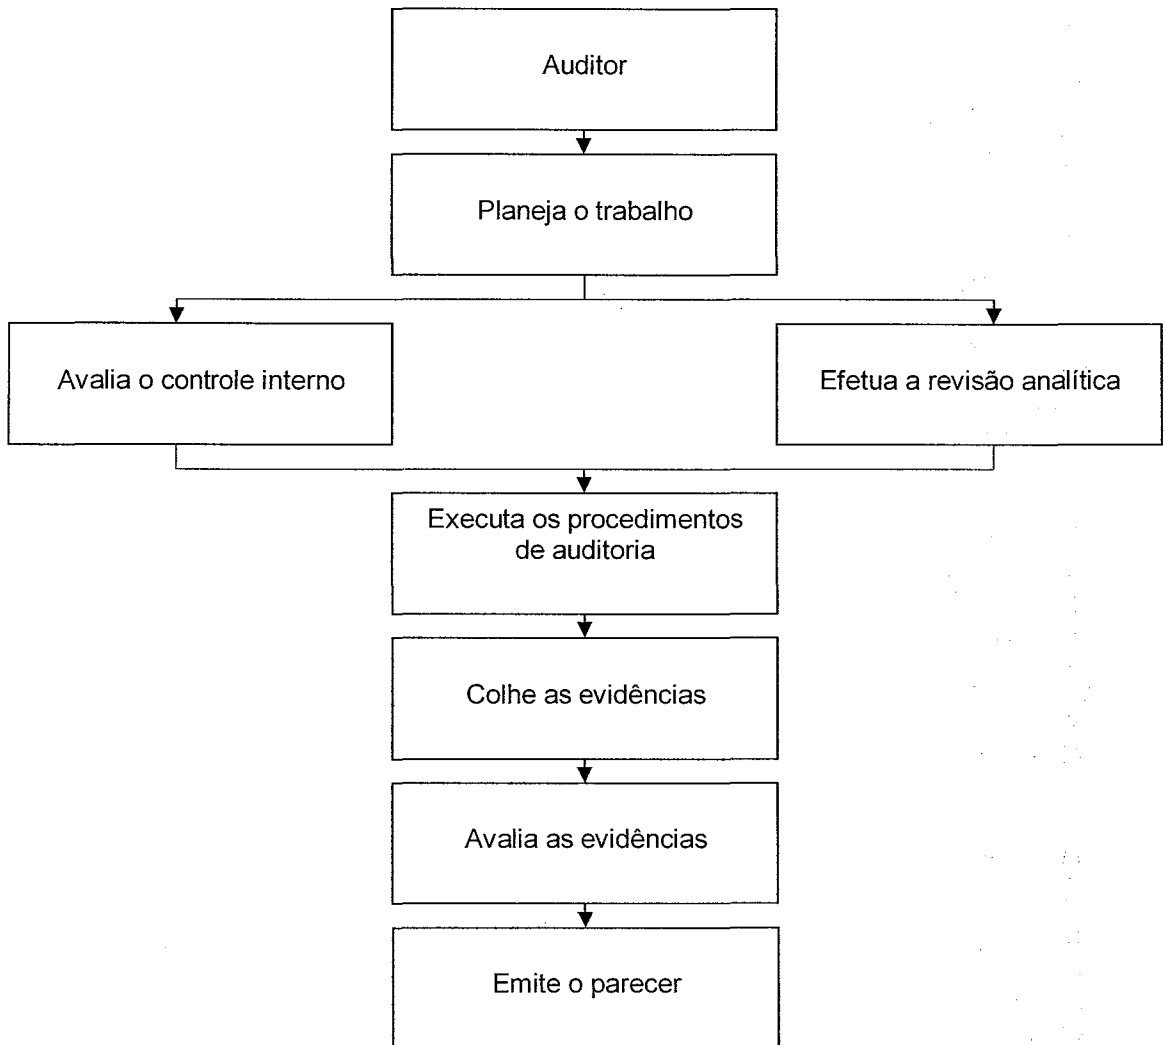 Auditor
Planeja o trabalho
Avalia o controle interno
Efetua a revisão analítica
Executa os procedimentos
de auditoria
Colhe as evidências
Avalia as evidências
Emite o parecer